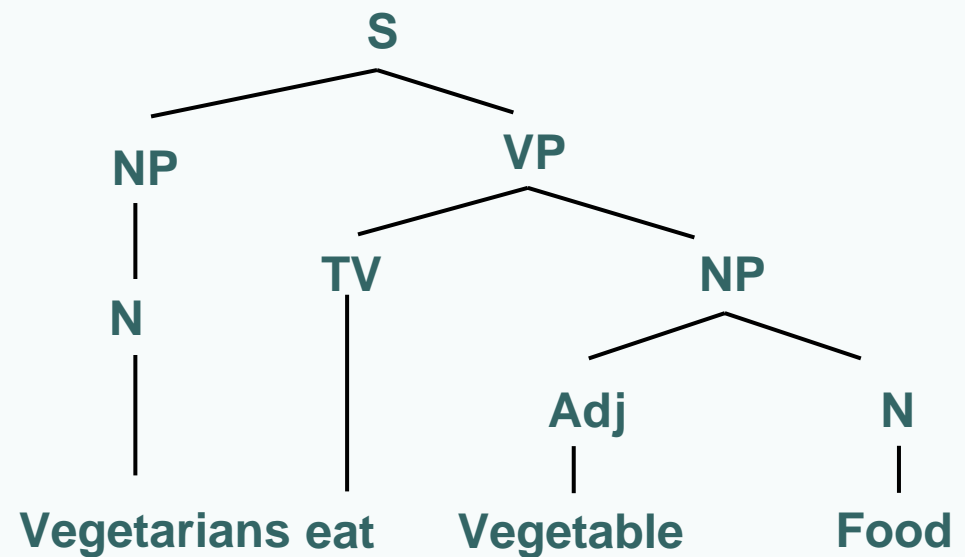 S
NP VP
TV NP
N
Adj N
Vegetarians eat Vegetable Food